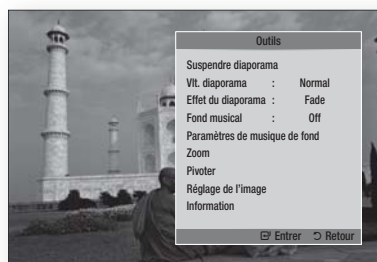 Outils
Suspendre diaporama
Vlt. diaporama : Normal
Effet du diaporama : Fade
Fond musical : Off
Paramètres de musique de fond
Zoom
Pivoter
Réglage de l'image
Information
Entrer Retour